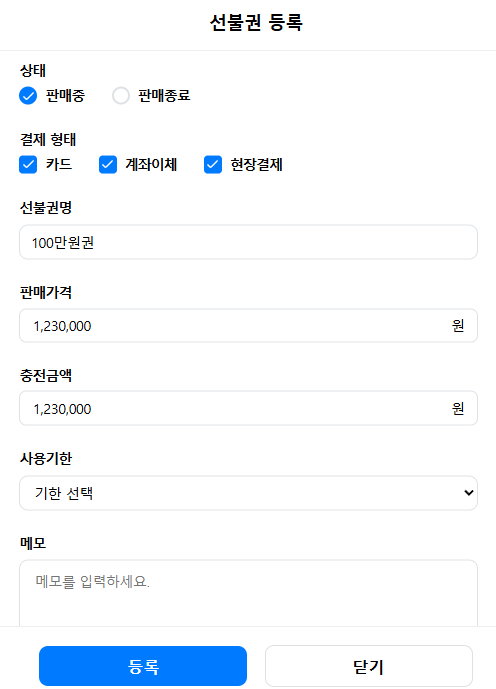 선불권 등록
상태
판매중 판매종료
결제 형태
카드 계좌이체 현장결제
선불권명
100만원권
판매가격
1,230,000 원
충전금액
1,230,000 원
사용기한
기한 선택
메모
메모를 입력하세요.
등록 닫기